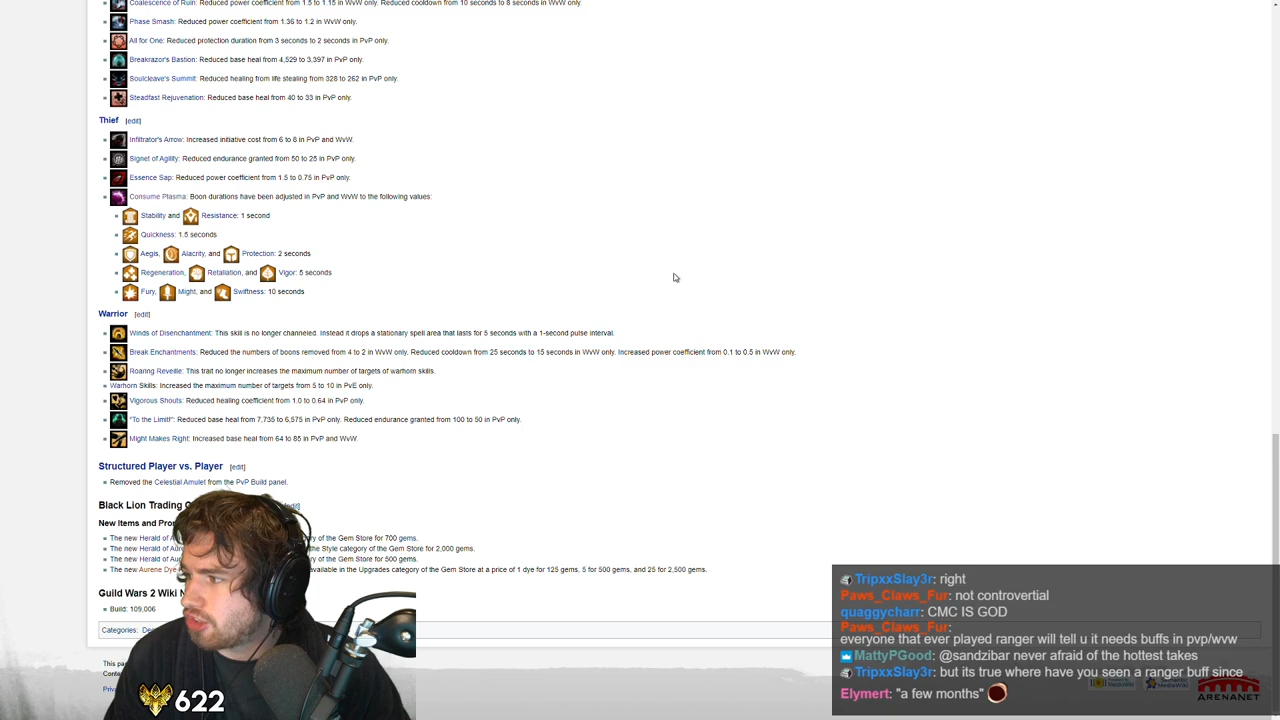 Coalescence of Ruin: Reduced power coefficient from 1.5 to 1.15 in WvW only. Reduced cooldown from 10 seconds to 8 seconds in WvW only.
Phase Smash: Reduced power coefficient from 1.36 to 1.2 in WvW only.
All for One: Reduced protection duration from 3 seconds to 2 seconds in PvP only.
Breakrazor's Bastion: Reduced base heal from 4,529 to 3,397 in PvP only.
Soulcleave's Summit: Reduced healing from life stealing from 328 to 262 in PvP only.
Steadfast Rejuvenation: Reduced base heal from 40 to 33 in PvP only.
Thief [edit]
Infiltrator's Arrow: Increased initiative cost from 6 to 8 in PvP and WvW.
Signet of Agility: Reduced endurance granted from 50 to 25 in PvP only.
Essence Sap: Reduced power coefficient from 1.5 to 0.75 in PvP only.
Consume Plasma: Boon durations have been adjusted in PvP and WvW to the following values:
Stability and Resistance: 1 second
Quickness: 1.5 seconds
Aegis, Alacrity, and Protection: 2 seconds
Regeneration, Retaliation, and Vigor: 5 seconds
Fury, Might, and Swiftness: 10 seconds
Warrior [edit]
Winds of Disenchantment: This skill is no longer channeled. Instead it drops a stationary spell area that lasts for 5 seconds with a 1-second pulse interval.
Break Enchantments: Reduced the numbers of boons removed from 4 to 2 in WvW only. Reduced cooldown from 25 seconds to 15 seconds in WvW only. Increased power coefficient from 0.1 to 0.5 in WvW only.
Roaring Reveille: This trait no longer increases the maximum number of targets of warhorn skills.
Warhorn Skills: Increased the maximum number of targets from 5 to 10 in PvE only.
Vigorous Shouts: Reduced healing coefficient from 1.0 to 0.64 in PvP only.
"To the Limit!": Reduced base heal from 7,735 to 6,575 in PvP only. Reduced endurance granted from 100 to 50 in PvP only.
Might Makes Right: Increased base heal from 64 to 85 in PvP and WvW.
Structured Player vs. Player [edit]
Removed the Celestial Amulet from the PvP Build panel.
Black Lion Trading
New Items and
The new Herald of ry of the Gem Store for 700 gems.
The new Herald of the Style category of the Gem Store for 2,000 gems.
The new Herald of ry of the Gem Store for 500 gems.
The new Aurene Dye available in the Upgrades category of the Gem Store at a price of 1 dye for 125 gems, 5 for 500 gems, and 25 for 2,500 gems.
Guild Wars 2 Wiki
Build: 109,006
Categories:
This pa
622
TripxxSlay3r: right
Paws_Claws_Fur: not controvertial
quaggycharr: CMC IS GOD
Paws_Claws_Fur:
everyone that ever played ranger will tell u it needs buffs in pvp/wvw
MattyPGood: @sandzibar never afraid of the hottest takes
TripxxSlay3r: but its true where have you seen a ranger buff since
Elymert: "a few months"
ARENANET